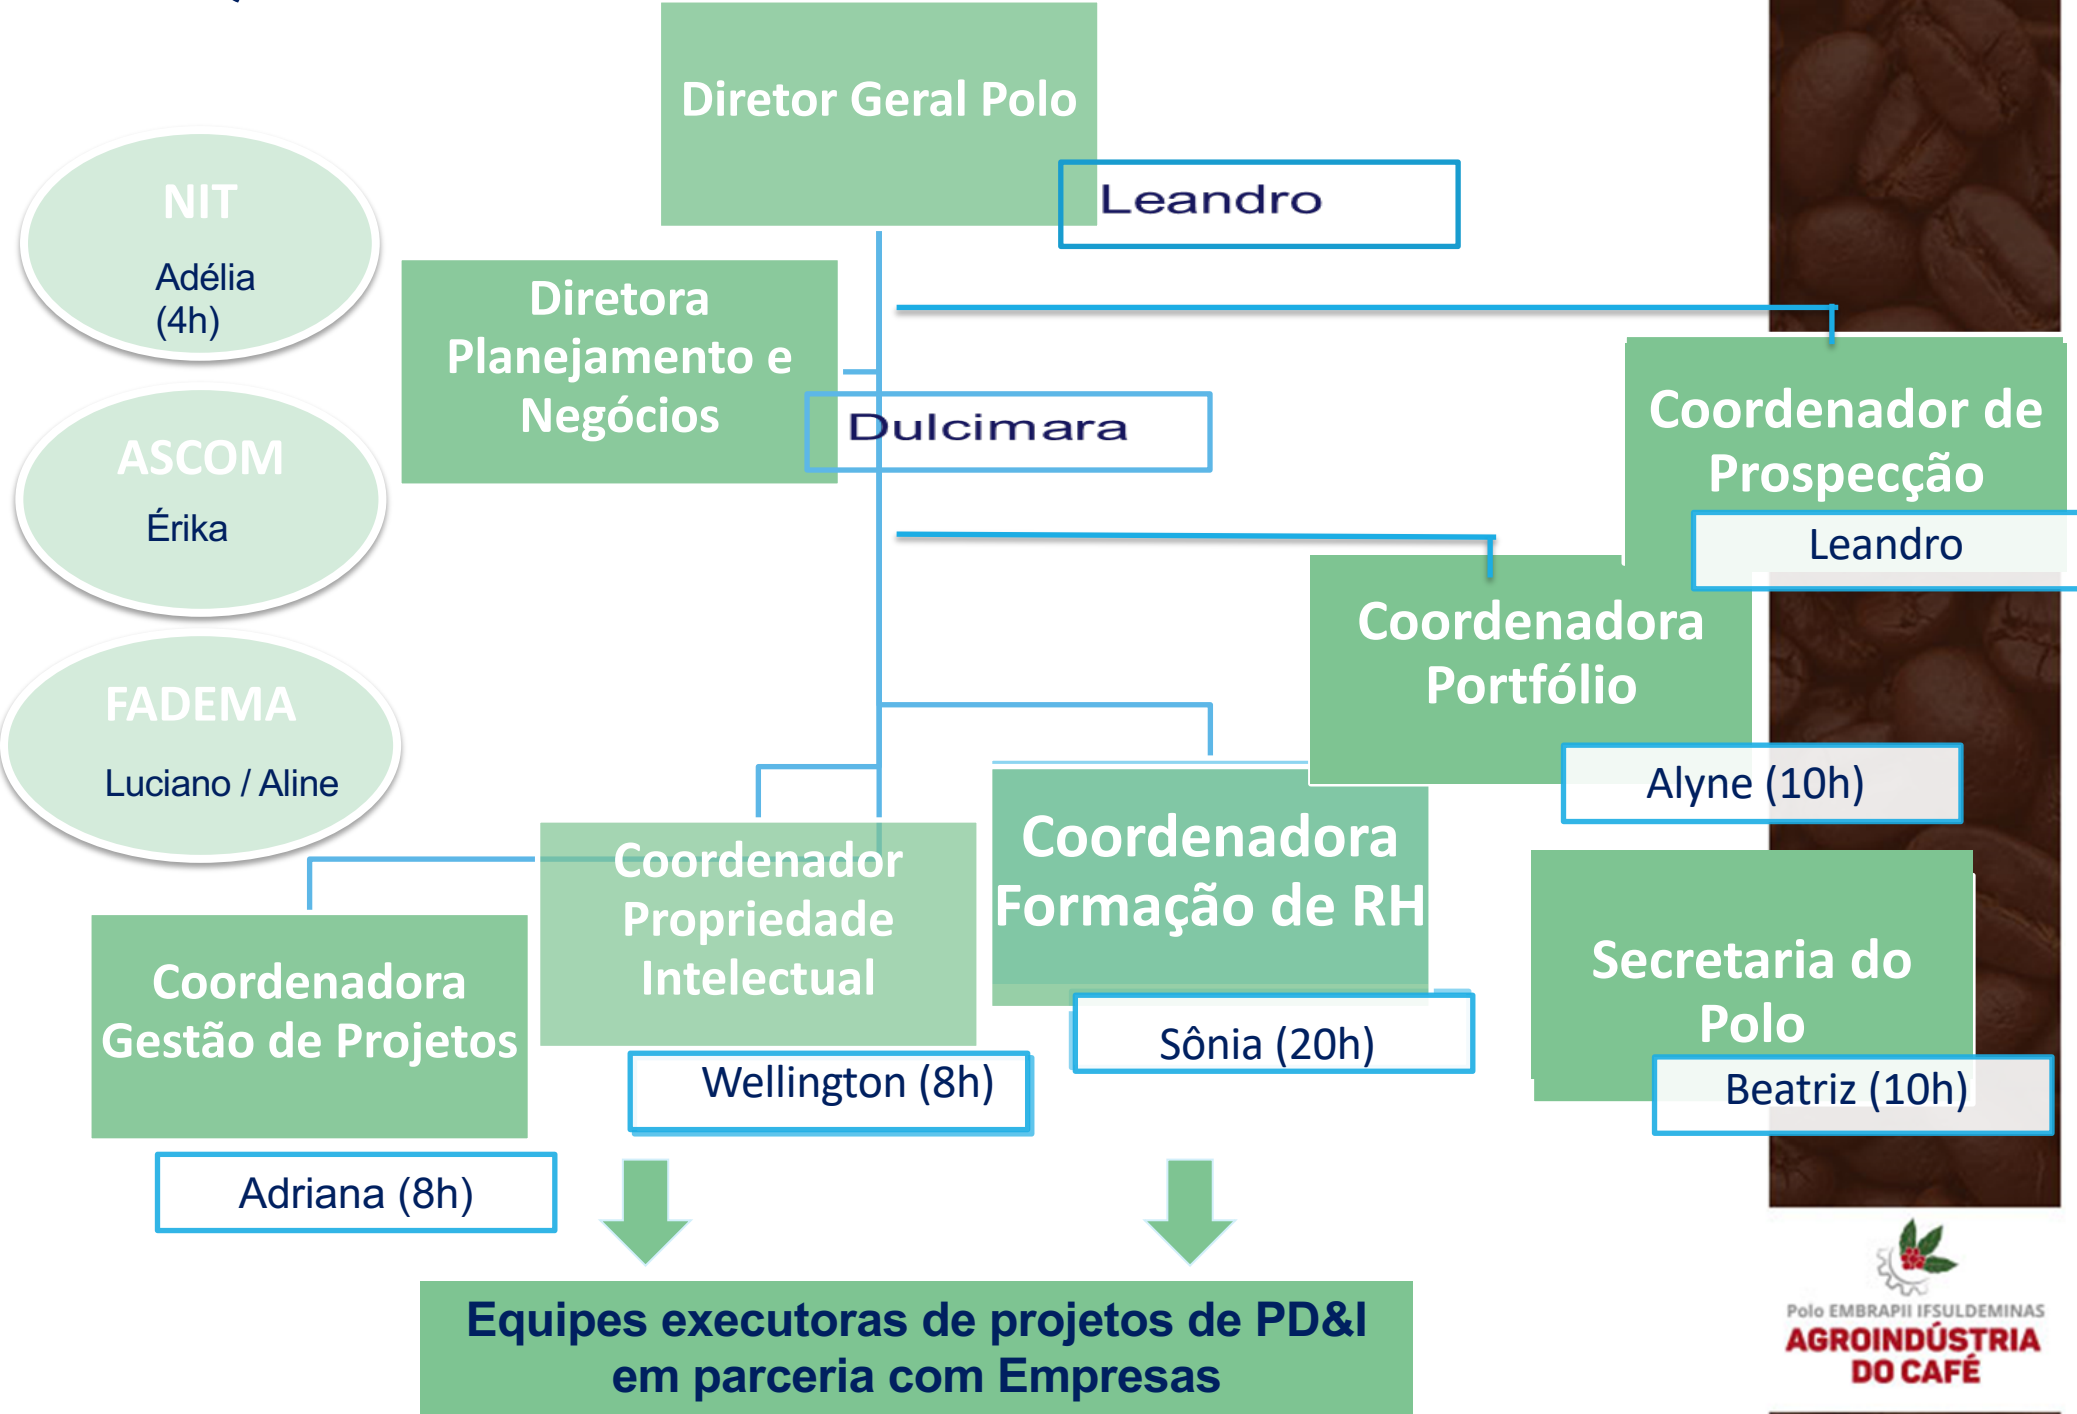 Diretor Geral Polo
Leandro
NIT
Adélia
(4h)
Diretora
Planejamento e
Negócios
Dulcimara
Coordenador de
Prospecção
Leandro
ASCOM
Érika
Coordenadora
Portfólio
Alyne (10h)
FADEMA
Luciano / Aline
Coordenadora
Gestão de Projetos
Adriana (8h)
Coordenador
Propriedade
Intelectual
Wellington (8h)
Coordenadora
Formação de RH
Sônia (20h)
Secretaria do
Polo
Beatriz (10h)
Equipes executoras de projetos de PD&I
em parceria com Empresas
Polo EMBRAPII IFSULDEMINAS
AGROINDÚSTRIA
DO CAFÉ